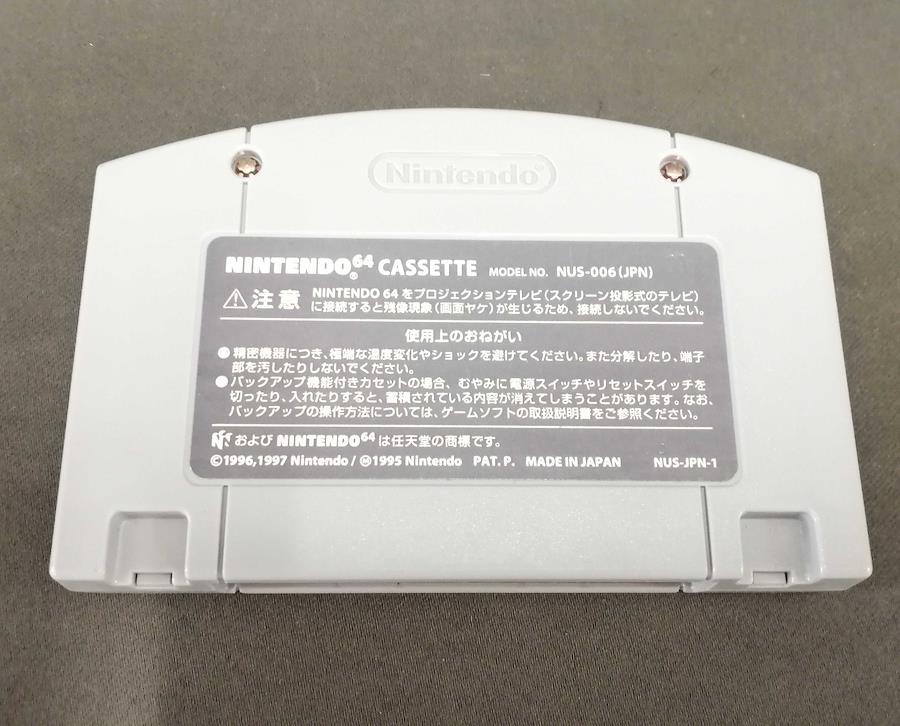 Nintendo®
NINTENDO®64 CASSETTE MODEL NO. NUS-006(JPN)
⚠注意 NINTENDO 64をプロジェクションテレビ(スクリーン投影式のテレビ)
に接続すると残像現象(画面ヤケ)が生じるため、接続しないでください。
使用上のおねがい
●精密機器につき、極端な温度変化やショックを避けてください。また分解したり、端子
部を汚したりしないでください。
●バックアップ機能付きカセットの場合、むやみに電源スイッチやリセットスイッチを
切ったり、入れたりすると、蓄積されている内容が消えてしまうことがあります。なお、
バックアップの操作方法については、ゲームソフトの取扱説明書をご参照ください。
および NINTENDO64 は任天堂の商標です。
©1996,1997 Nintendo/Ⓜ1995 Nintendo PAT.P. MADE IN JAPAN NUS-JPN-1